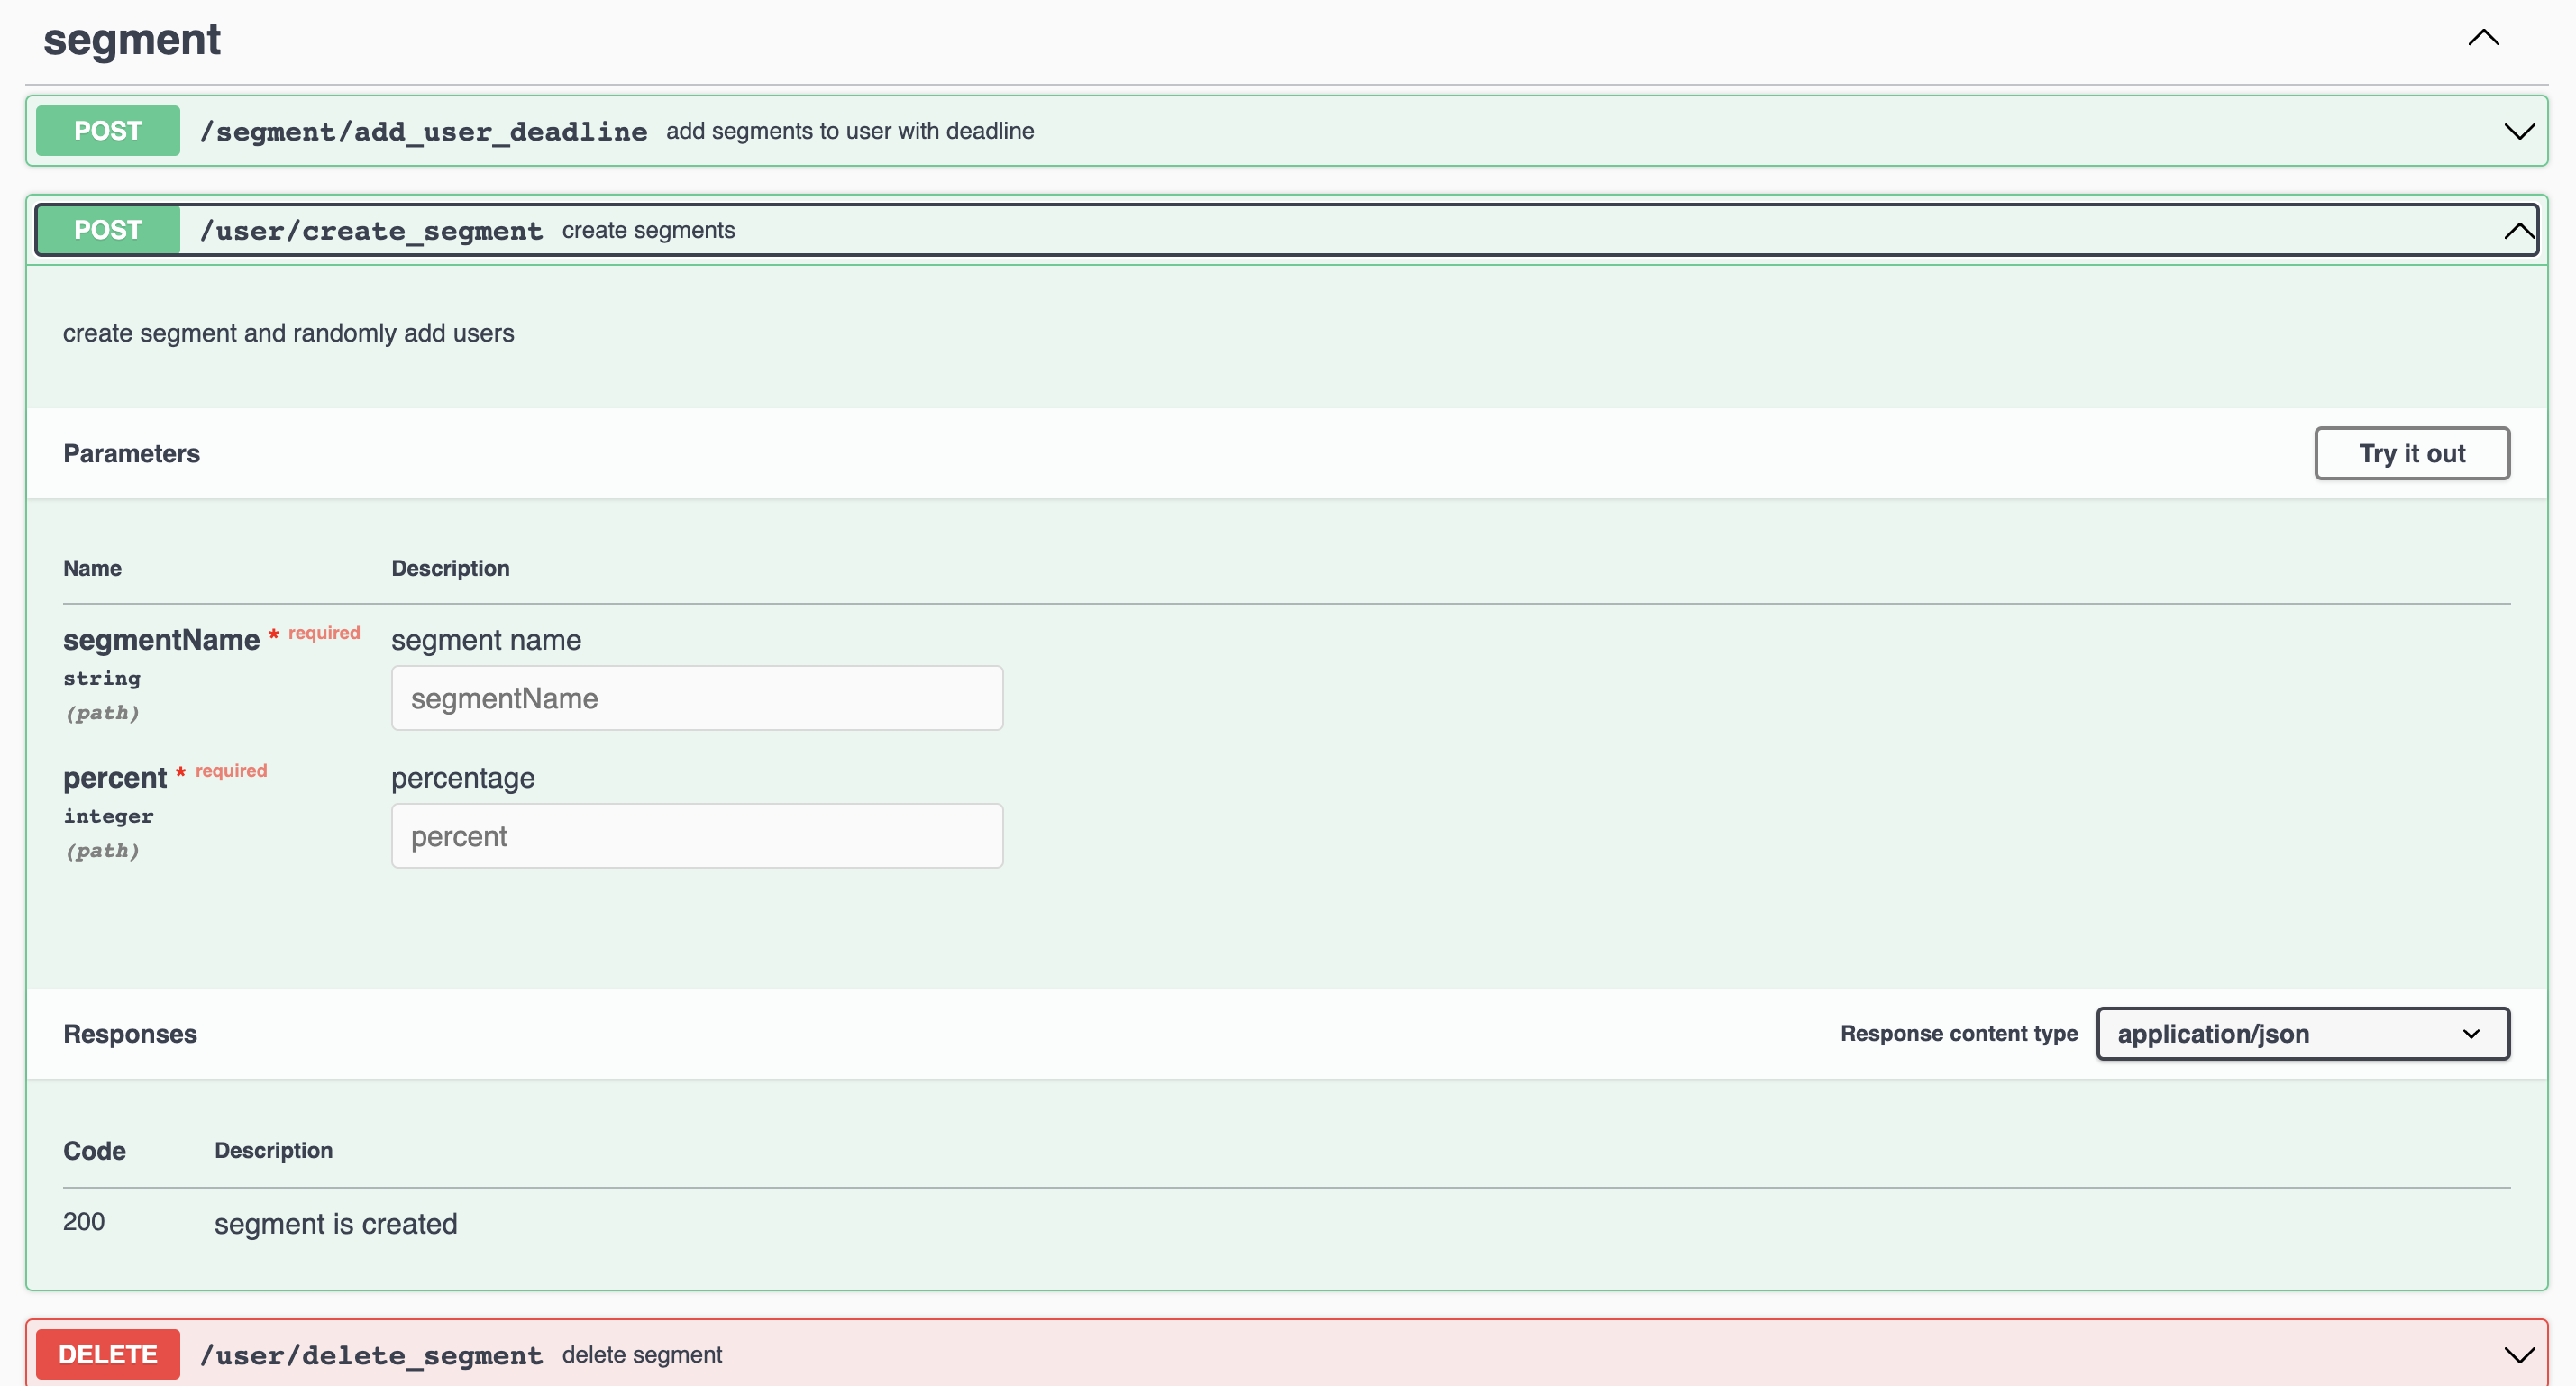 segment
POST /segment/add_user_deadline add segments to user with deadline
POST /user/create_segment create segments
create segment and randomly add users
Parameters Try it out
Name Description
segmentName * required segment name
string segmentName
(path)
percent * required percentage
integer percent
(path)
Responses Response content type application/json
Code Description
200 segment is created
DELETE /user/delete_segment delete segment